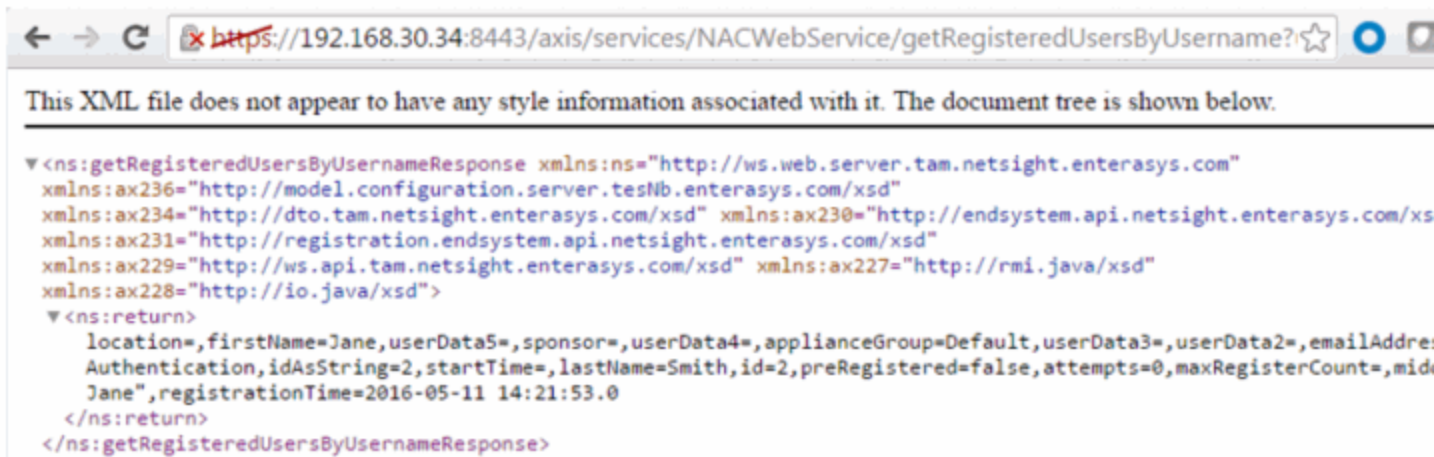 https://192.168.30.34:8443/axis/services/NACWebService/getRegisteredUsersByUsername?
This XML file does not appear to have any style information associated with it. The document tree is shown below.
▼<ns:getRegisteredUsersByUsernameResponse xmlns:ns="http://ws.web.server.tam.netsight.enterasys.com"
xmlns:ax236="http://model.configuration.server.tesNb.enterasys.com/xsd"
xmlns:ax234="http://dto.tam.netsight.enterasys.com/xsd" xmlns:ax230="http://endsystem.api.netsight.enterasys.com/xs
xmlns:ax231="http://registration.endsystem.api.netsight.enterasys.com/xsd"
xmlns:ax229="http://ws.api.tam.netsight.enterasys.com/xsd" xmlns:ax227="http://rmi.java/xsd"
xmlns:ax228="http://io.java/xsd">
▼<ns:return>
location=,firstName=Jane,userData5=,sponsor=,userData4=,applianceGroup=Default,userData3=,userData2=,emailAddres
Authentication,idAsString=2,startTime=,lastName=Smith,id=2,preRegistered=false,attempts=0,maxRegisterCount=,midd
Jane",registrationTime=2016-05-11 14:21:53.0
</ns:return>
</ns:getRegisteredUsersByUsernameResponse>